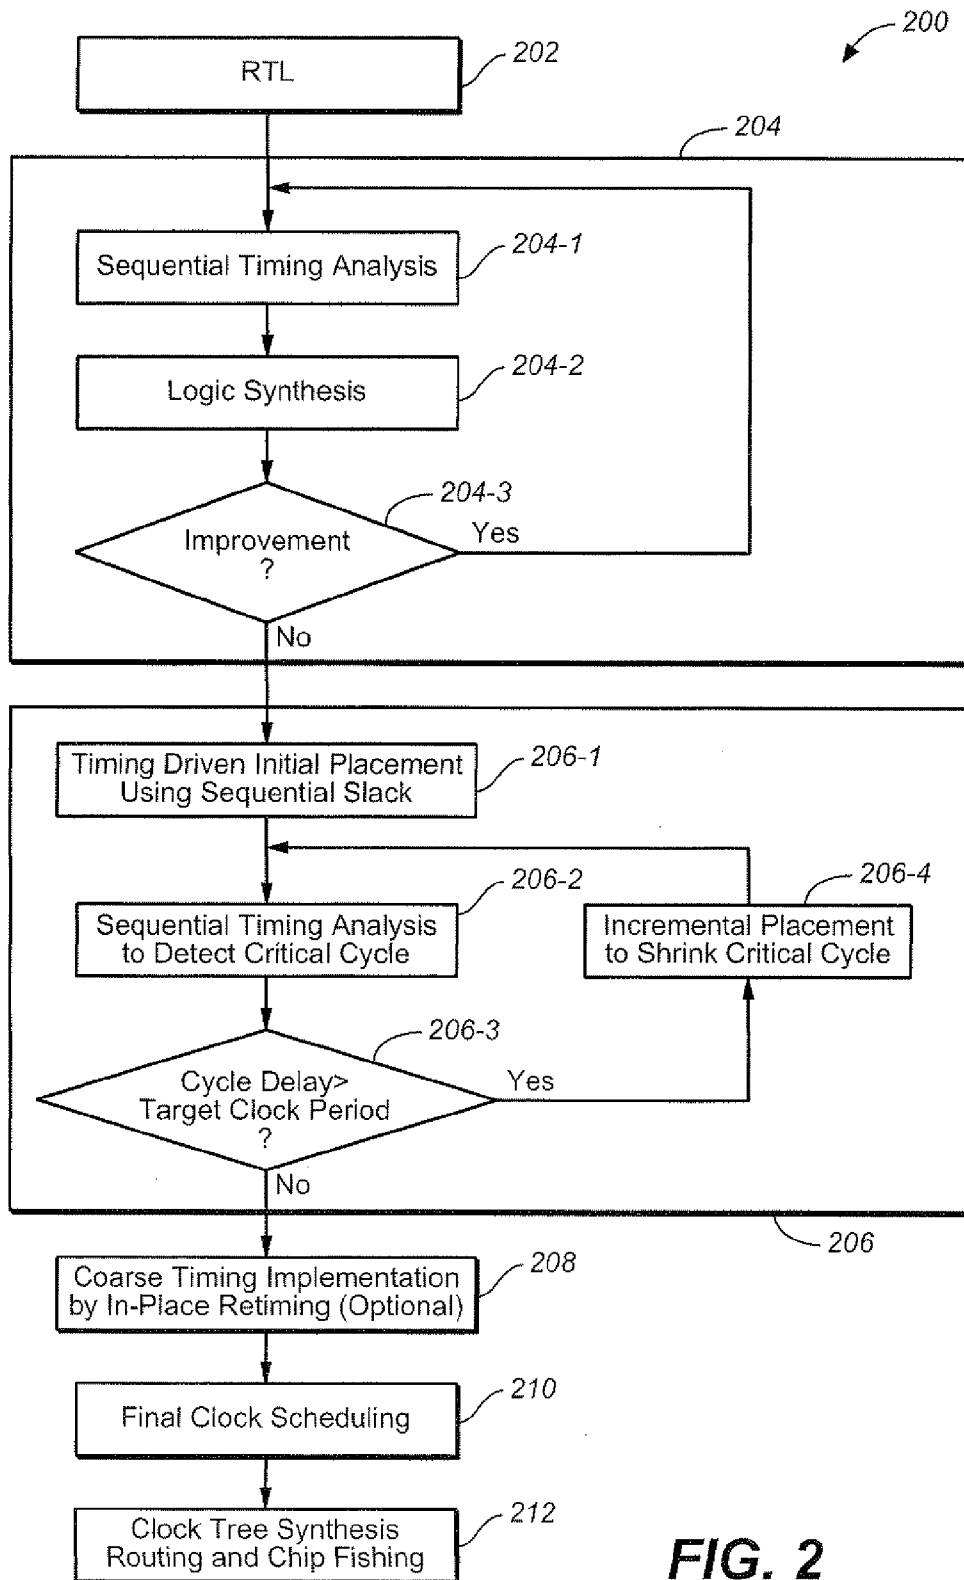 200
RTL
202
204
Sequential Timing Analysis
204-1
Logic Synthesis
204-2
Improvement
?
204-3
Yes
No
Timing Driven Initial Placement
Using Sequential Slack
206-1
Sequential Timing Analysis
to Detect Critical Cycle
206-2
Incremental Placement
to Shrink Critical Cycle
206-4
Cycle Delay>
Target Clock Period
?
206-3
Yes
No
206
Coarse Timing Implementation
by In-Place Retiming (Optional)
208
Final Clock Scheduling
210
Clock Tree Synthesis
Routing and Chip Fishing
212
FIG. 2